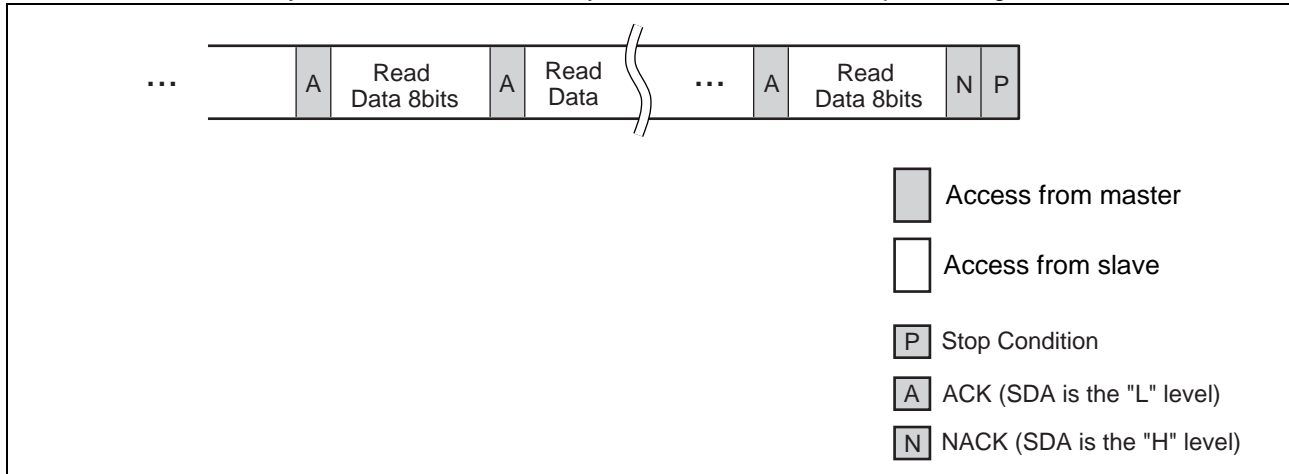 ... A Read Data 8bits A Read Data ... A Read Data 8bits N P
Access from master
Access from slave
P Stop Condition
A ACK (SDA is the "L" level)
N NACK (SDA is the "H" level)